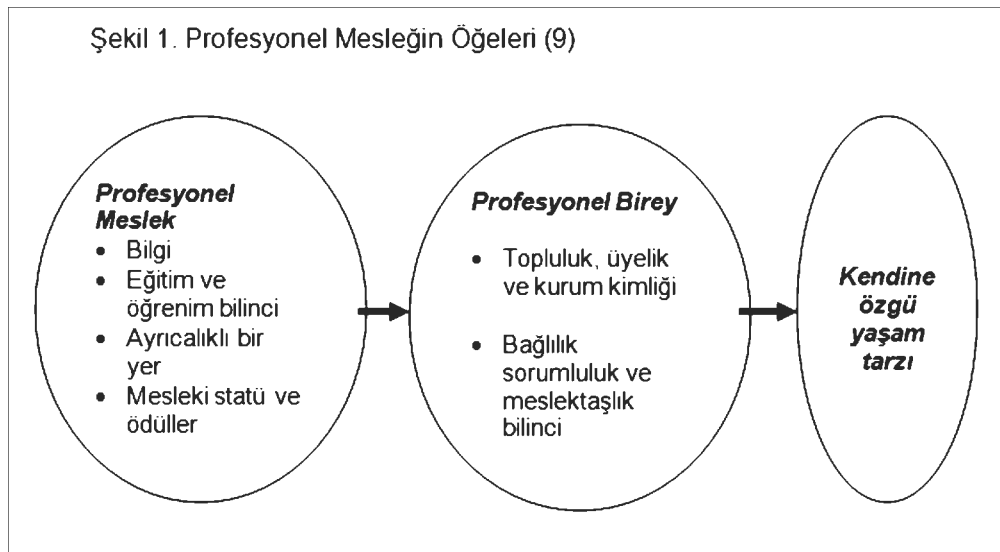 Şekil 1. Profesyonel Mesleğin Öğeleri (9)
Profesyonel
Meslek
• Bilgi
• Eğitim ve
öğrenim bilinci
• Ayrıcalıklı bir
yer
• Mesleki statü ve
ödüller
Profesyonel Birey
• Topluluk, üyelik
ve kurum kimliği
• Bağlılık
sorumluluk ve
meslektaşlık
bilinci
Kendine
özgü
yaşam
tarzı